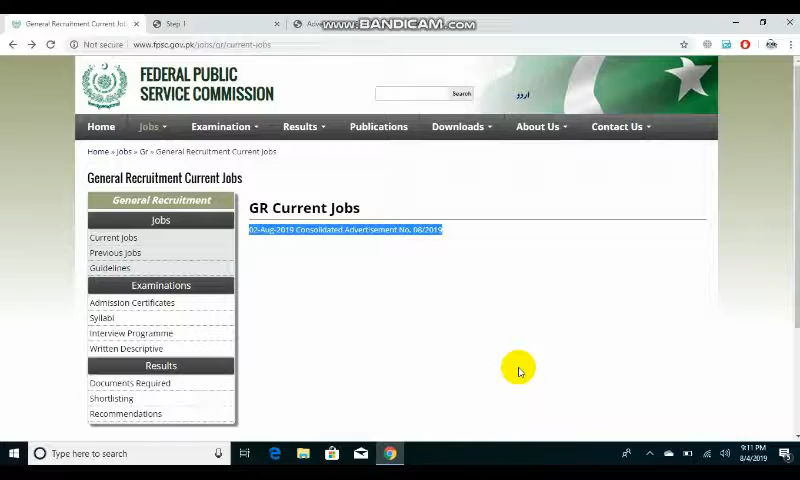 General Recruitment Current Jobs
Step 1
Adv
WWW.BANDICAM.COM
Not secure
www.fpsc.gov.pk/jobs/gr/current-jobs
FEDERAL PUBLIC
SERVICE COMMISSION
Search
اردو
Home
Jobs
Examination
Results
Publications
Downloads
About Us
Contact Us
Home » Jobs » Gr » General Recruitment Current Jobs
General Recruitment Current Jobs
General Recruitment
Jobs
Current Jobs
Previous Jobs
Guidelines
Examinations
Admission Certificates
Syllabi
Interview Programme
Written Descriptive
Results
Documents Required
Shortlisting
Recommendations
GR Current Jobs
02-Aug-2019 Consolidated Advertisement No. 08/2019
Type here to search
9:11 PM
8/4/2019